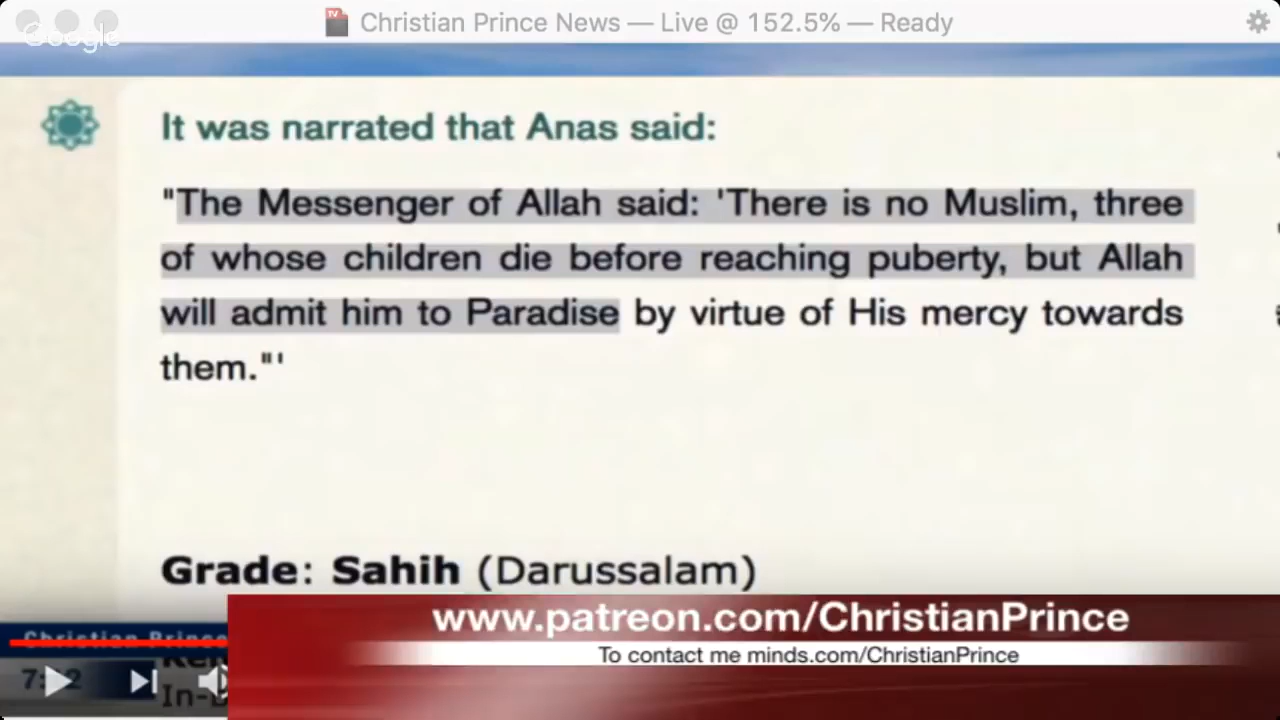 Christian Prince News — Live @ 152.5% — Ready
Google
It was narrated that Anas said:
"The Messenger of Allah said: 'There is no Muslim, three
of whose children die before reaching puberty, but Allah
will admit him to Paradise by virtue of His mercy towards
them."'
Grade: Sahih (Darussalam)
www.patreon.com/ChristianPrince
To contact me minds.com/ChristianPrince
Christian Prince